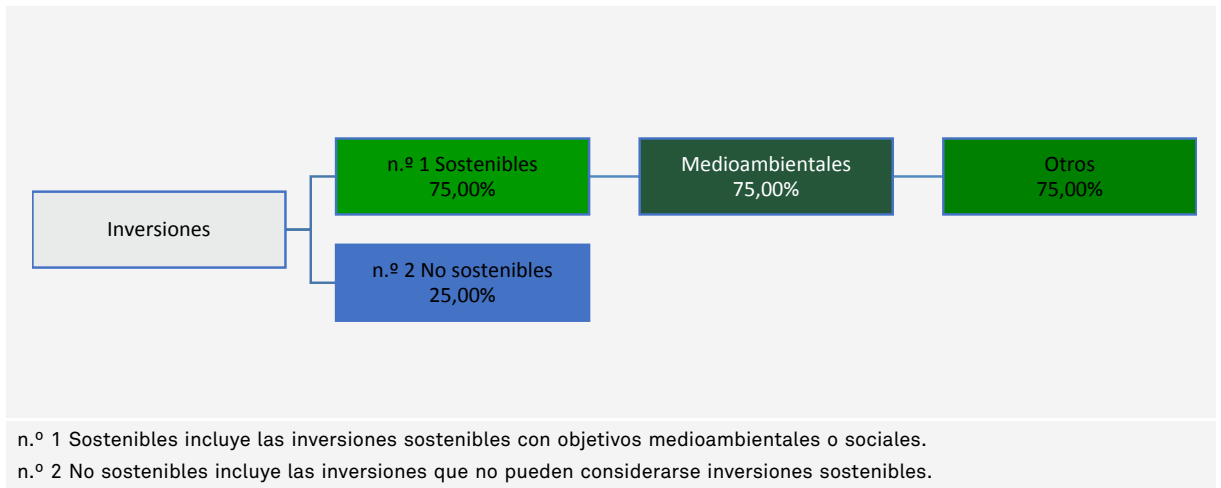 n.º 1 Sostenibles
75,00%
Medioambientales
75,00%
Otros
75,00%
Inversiones
n.º 2 No sostenibles
25,00%
n.º 1 Sostenibles incluye las inversiones sostenibles con objetivos medioambientales o sociales.
n.º 2 No sostenibles incluye las inversiones que no pueden considerarse inversiones sostenibles.